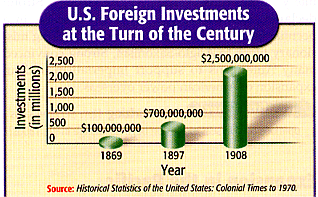 U.S. Foreign Investments
at the Turn of the Century
Investments
(in millions)
2,500
2,000
1,500
1,000
500
0
$100,000,000
$700,000,000
$2,500,000,000
1869
1897
1908
Year
Source: Historical Statistics of the United States: Colonial Times to 1970.